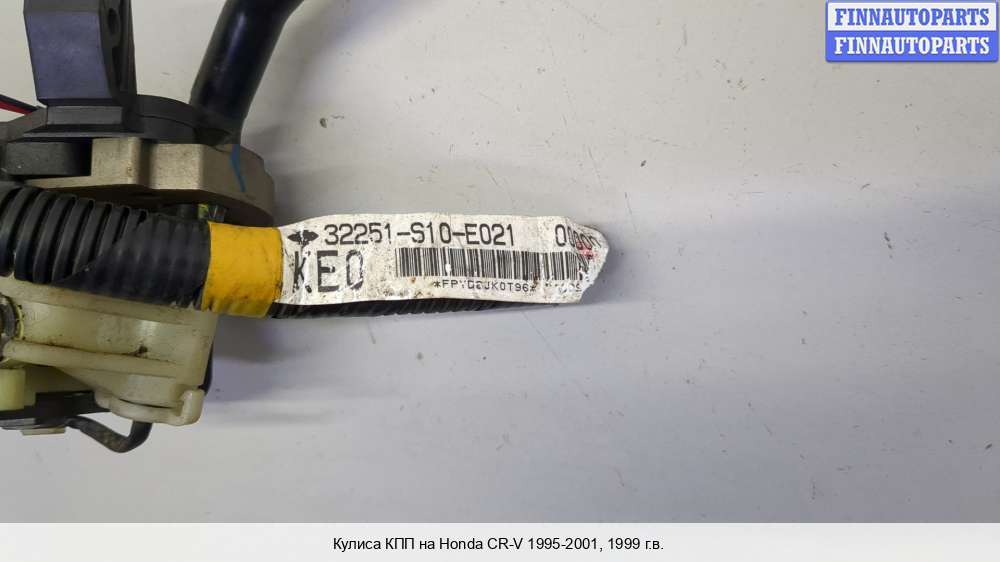 FINNAUTOPARTS
FINNAUTOPARTS
32251-S10-E021
KE0
Кулиса КПП на Honda CR-V 1995-2001, 1999 г.в.